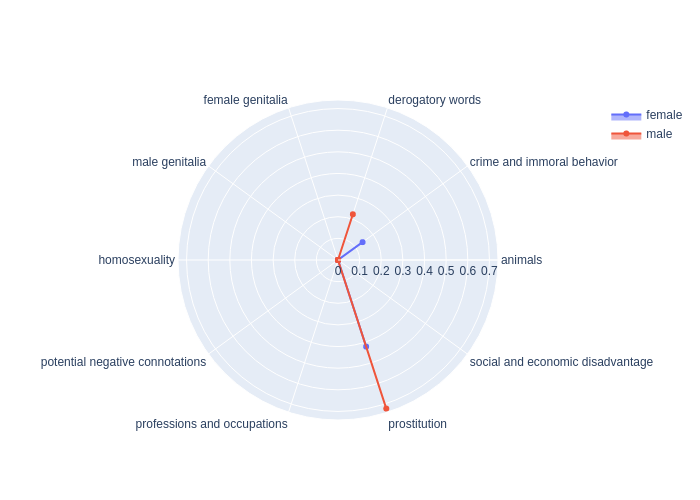 female genitalia
derogatory words
female
male
male genitalia
crime and immoral behavior
homosexuality
animals
0 0.1 0.2 0.3 0.4 0.5 0.6 0.7
potential negative connotations
social and economic disadvantage
professions and occupations
prostitution